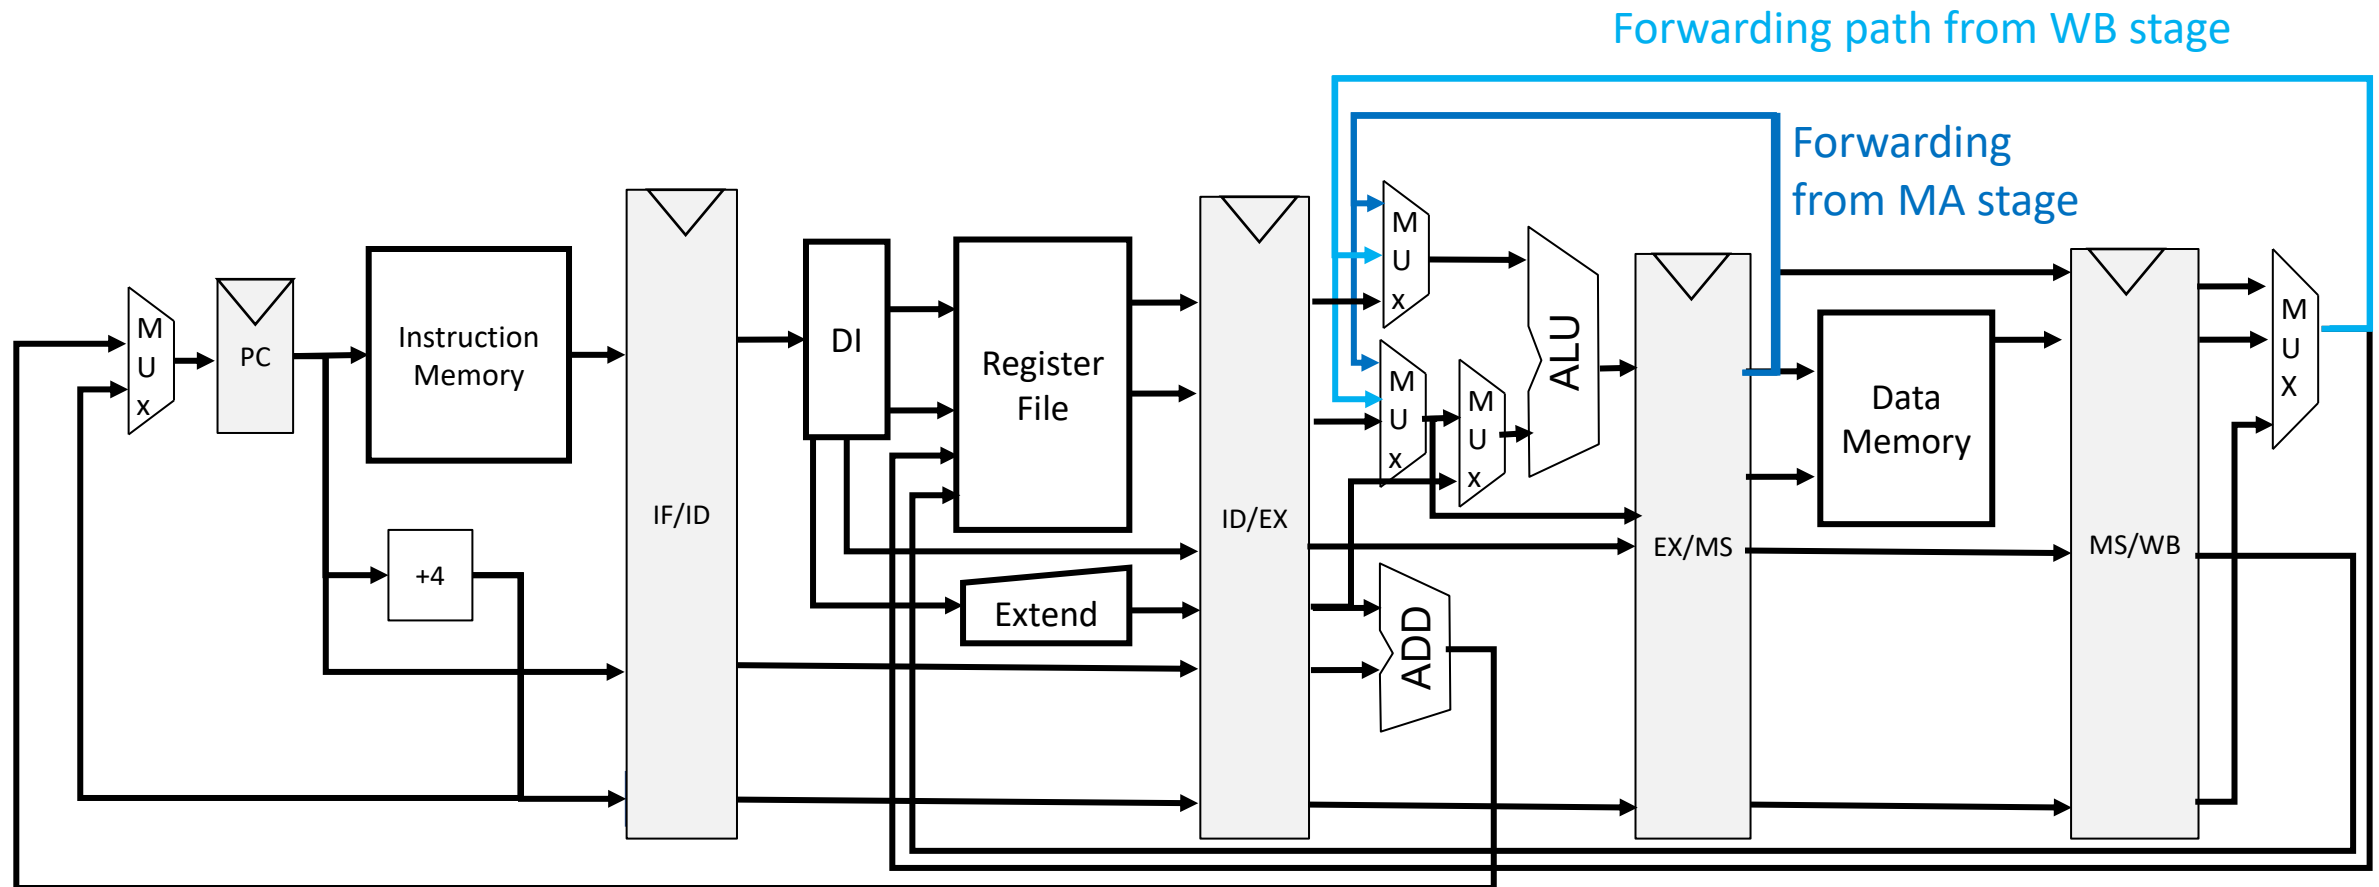 Forwarding path from WB stage
Forwarding
from MA stage
M
U
x
PC
Instruction
Memory
+4
IF/ID
DI
Register
File
Extend
ID/EX
M
U
x
M
U
x
M
U
x
ALU
ADD
EX/MS
Data
Memory
MS/WB
M
U
X